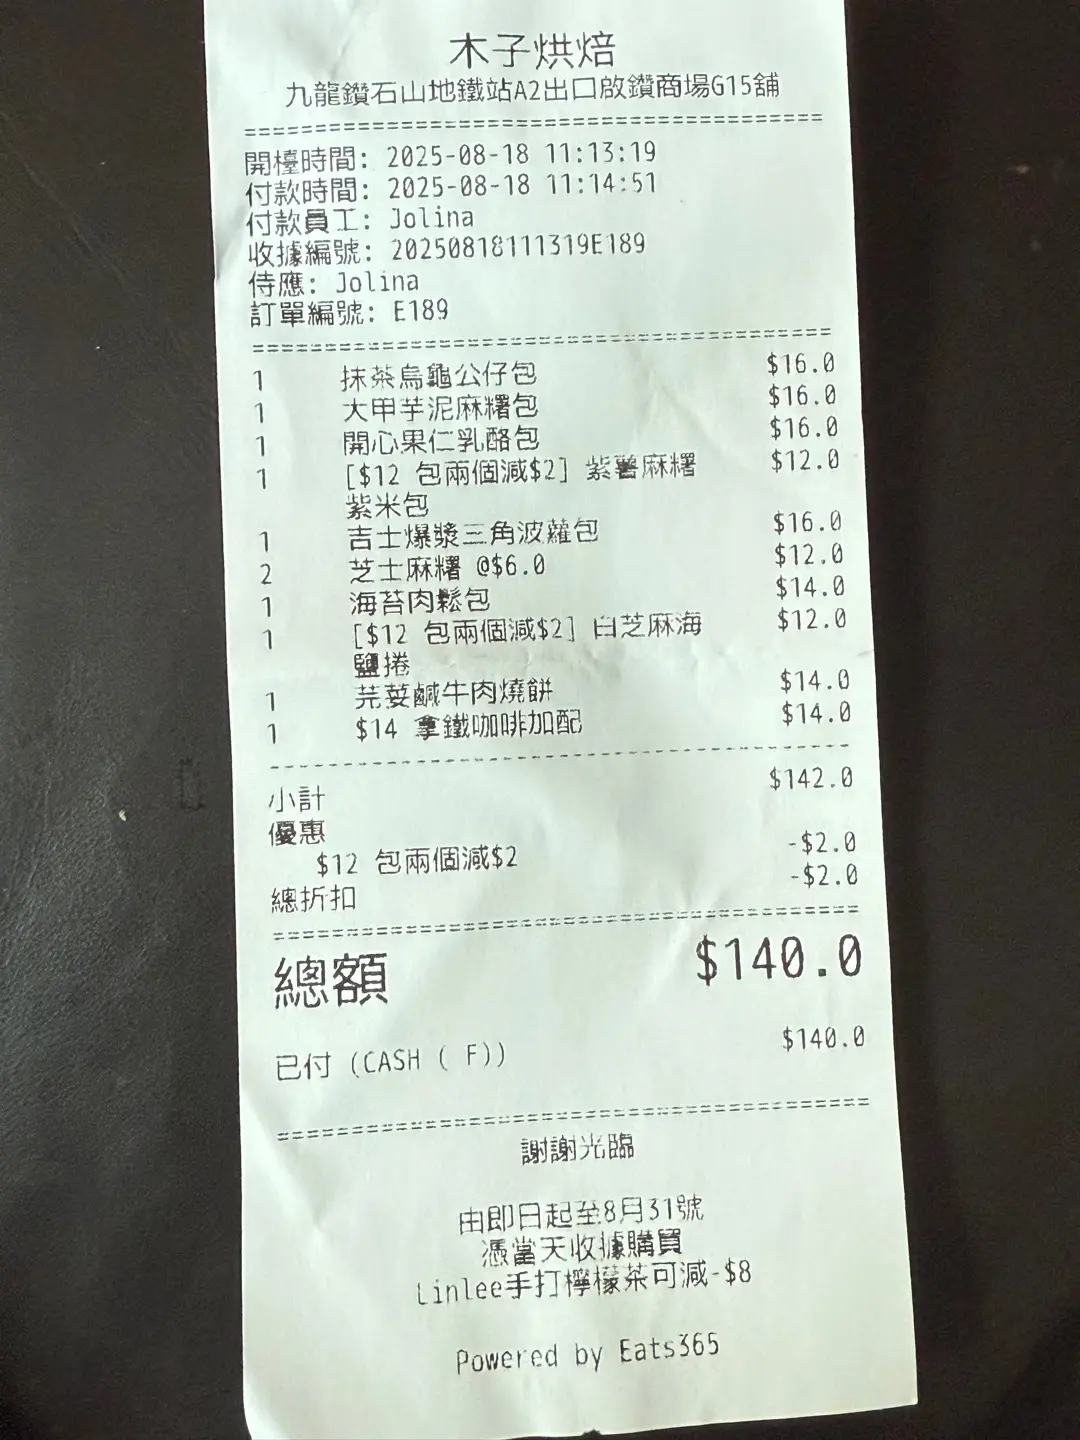 木子烘焙
九龍鑽石山地鐵站A2出口啟鑽商場G15舖
========================================
開檯時間: 2025-08-18 11:13:19
付款時間: 2025-08-18 11:14:51
付款員工: Jolina
收據編號: 20250818111319E189
侍應: Jolina
訂單編號: E189
========================================
1 抹茶烏龜公仔包 $16.0
1 大甲芋泥麻糬包 $16.0
1 開心果仁乳酪包 $16.0
1 [$12 包兩個減$2] 紫薯麻糬 $12.0
紫米包
1 吉士爆漿三角波蘿包 $16.0
2 芝士麻糬 @$6.0 $12.0
1 海苔肉鬆包 $14.0
1 [$12 包兩個減$2] 白芝麻海 $12.0
鹽捲
1 芫荽鹹牛肉燒餅 $14.0
1 $14 拿鐵咖啡加配 $14.0
----------------------------------------
小計 $142.0
優惠
$12 包兩個減$2 -$2.0
總折扣 -$2.0
========================================
總額 $140.0
已付 (CASH ( F)) $140.0
========================================
謝謝光臨
由即日起至8月31號
憑當天收據購買
Linlee手打檸檬茶可減-$8
Powered by Eats365